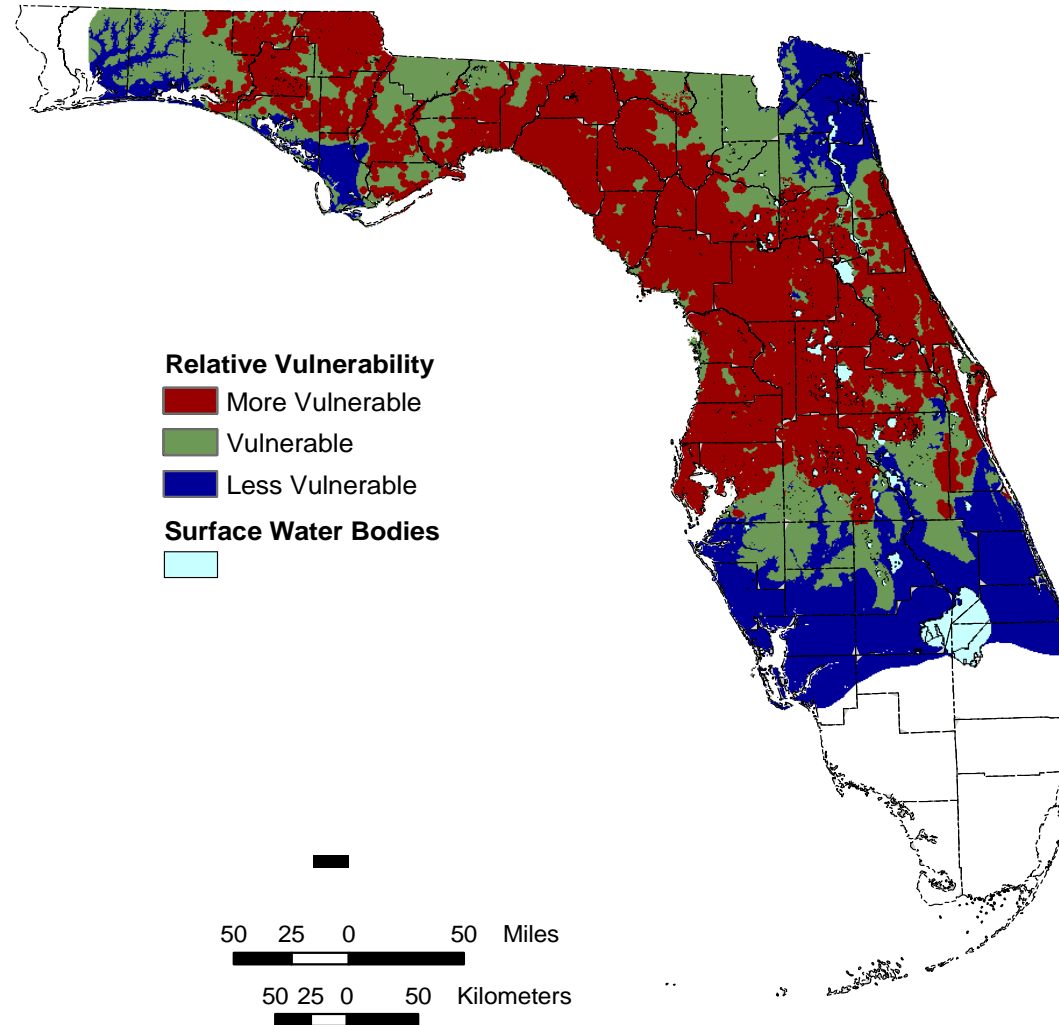 Relative Vulnerability
More Vulnerable
Vulnerable
Less Vulnerable
Surface Water Bodies
50 25 0 50 Miles
50 25 0 50 Kilometers